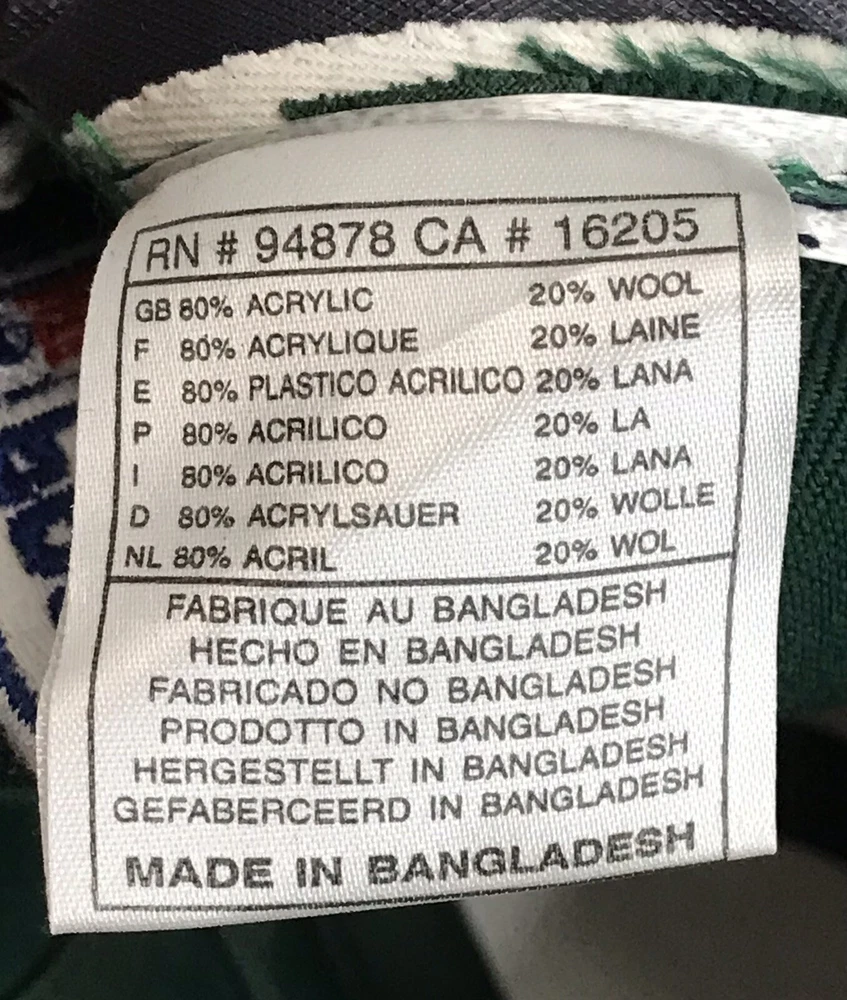 RN # 94878 CA # 16205
GB 80% ACRYLIC 20% WOOL
F 80% ACRYLIQUE 20% LAINE
E 80% PLASTICO ACRILICO 20% LANA
P 80% ACRILICO 20% LA
I 80% ACRILICO 20% LANA
D 80% ACRYLSAUER 20% WOLLE
NL 80% ACRIL 20% WOL
FABRIQUE AU BANGLADESH
HECHO EN BANGLADESH
FABRICADO NO BANGLADESH
PRODOTTO IN BANGLADESH
HERGESTELLT IN BANGLADESH
GEFABERCEERD IN BANGLADESH
MADE IN BANGLADESH